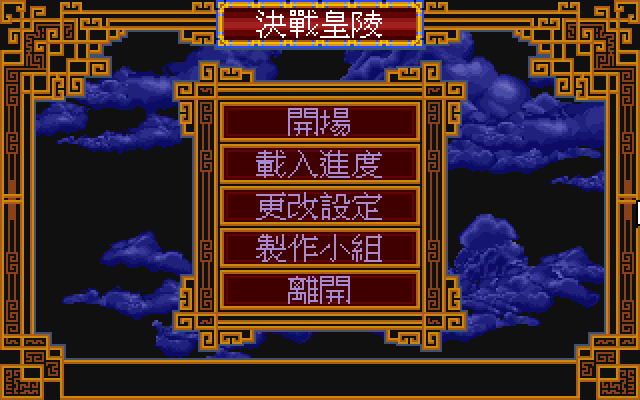 決戰皇陵
開場
載入進度
更改設定
製作小組
離開